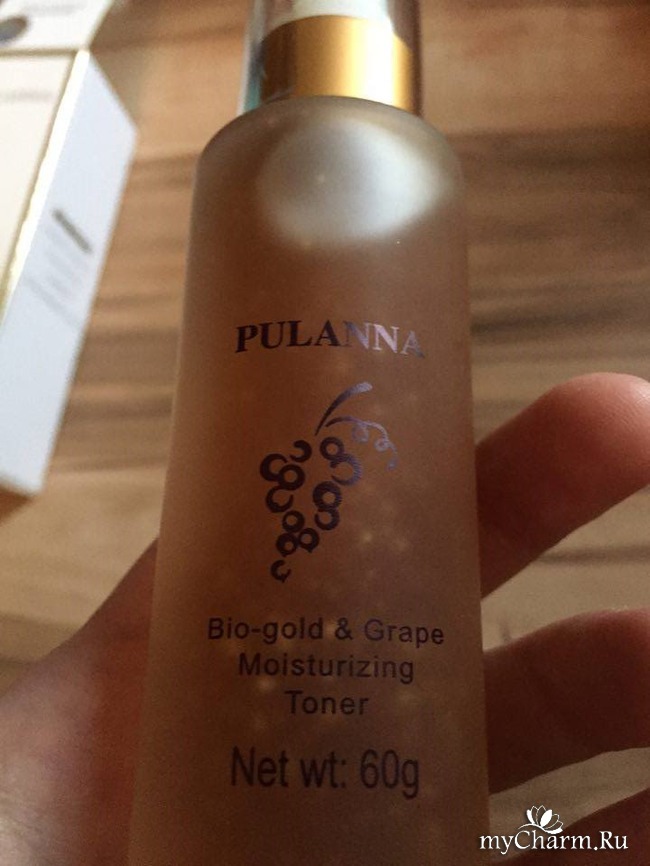 PULANNA
Bio-gold & Grape
Moisturizing
Toner
Net wt: 60g
myCharm.Ru